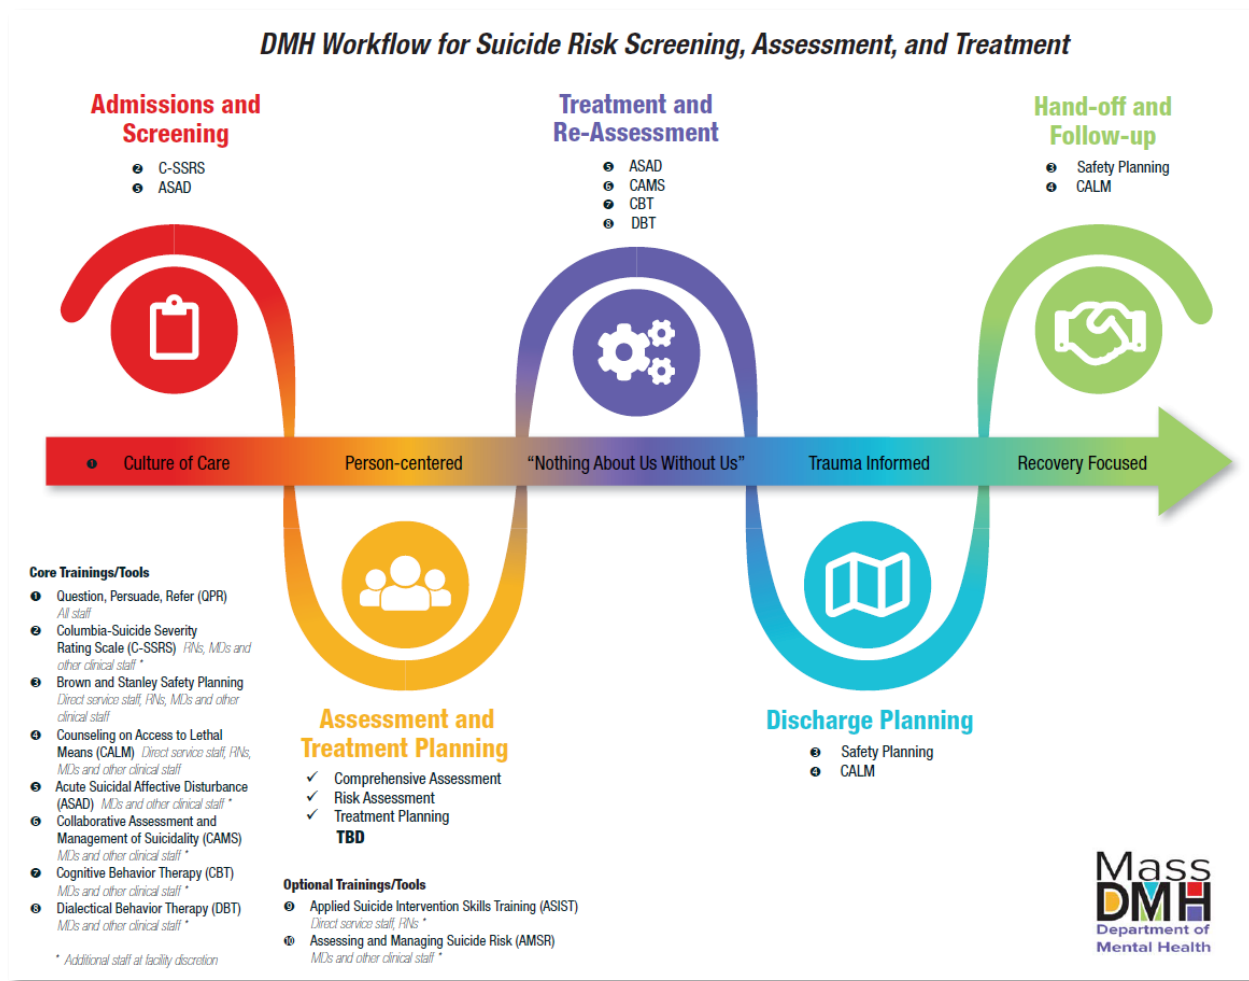 DMH Workflow for Suicide Risk Screening, Assessment, and Treatment
Admissions and
Screening
❷ C-SSRS
❺ ASAD
Treatment and
Re-Assessment
❺ ASAD
❻ CAMS
❼ CBT
❽ DBT
Hand-off and
Follow-up
❸ Safety Planning
❹ CALM
❶ Culture of Care
Person-centered
“Nothing About Us Without Us”
Trauma Informed
Recovery Focused
Core Trainings/Tools
❶ Question, Persuade, Refer (QPR)
All staff
❷ Columbia-Suicide Severity
Rating Scale (C-SSRS) RNs, MDs and
other clinical staff *
❸ Brown and Stanley Safety Planning
Direct service staff, RNs, MDs and other
clinical staff
❹ Counseling on Access to Lethal
Means (CALM) Direct service staff, RNs,
MDs and other clinical staff
❺ Acute Suicidal Affective Disturbance
(ASAD) MDs and other clinical staff *
❻ Collaborative Assessment and
Management of Suicidality (CAMS)
MDs and other clinical staff *
❼ Cognitive Behavior Therapy (CBT)
MDs and other clinical staff *
❽ Dialectical Behavior Therapy (DBT)
MDs and other clinical staff *
* Additional staff at facility discretion
Assessment and
Treatment Planning
✓ Comprehensive Assessment
✓ Risk Assessment
✓ Treatment Planning
TBD
Optional Trainings/Tools
❾ Applied Suicide Intervention Skills Training (ASIST)
Direct service staff, RNs *
❿ Assessing and Managing Suicide Risk (AMSR)
MDs and other clinical staff *
Discharge Planning
❸ Safety Planning
❹ CALM
Mass
DMH
Department of
Mental Health